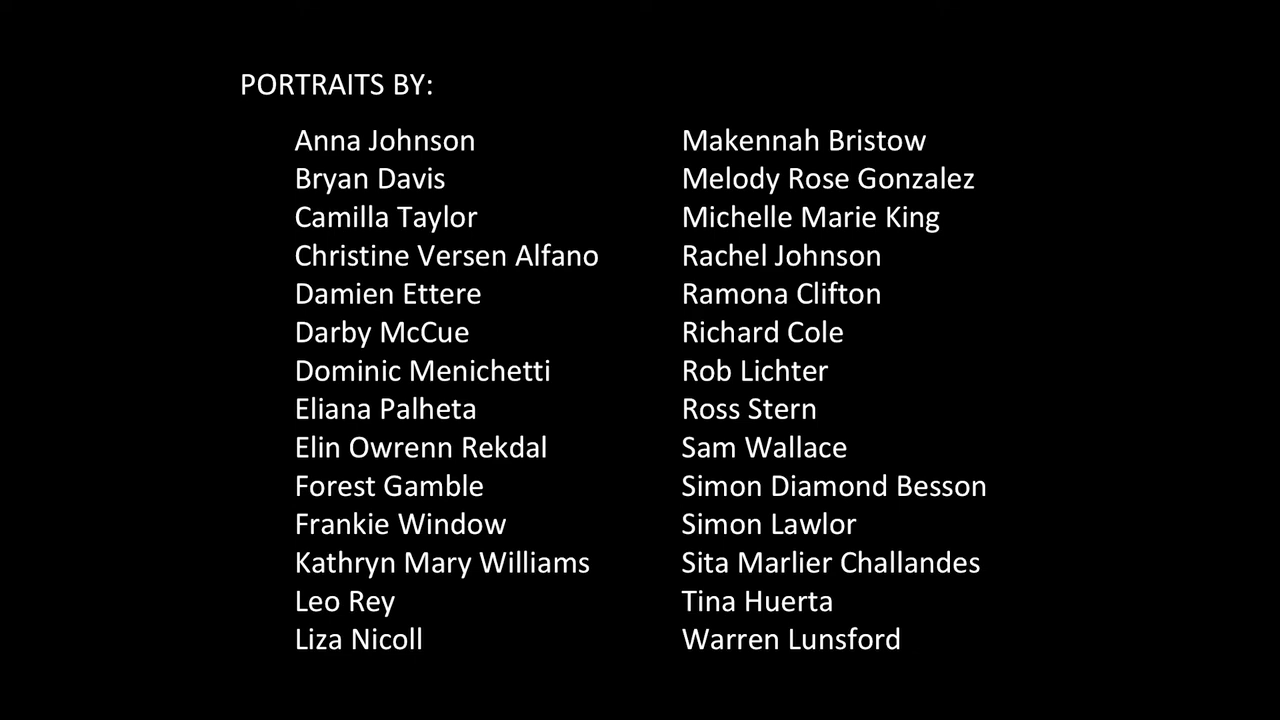 PORTRAITS BY:
Anna Johnson
Bryan Davis
Camilla Taylor
Christine Versen Alfano
Damien Ettere
Darby McCue
Dominic Menichetti
Eliana Palheta
Elin Owrenn Rekdal
Forest Gamble
Frankie Window
Kathryn Mary Williams
Leo Rey
Liza Nicoll
Makennah Bristow
Melody Rose Gonzalez
Michelle Marie King
Rachel Johnson
Ramona Clifton
Richard Cole
Rob Lichter
Ross Stern
Sam Wallace
Simon Diamond Besson
Simon Lawlor
Sita Marlier Challandes
Tina Huerta
Warren Lunsford